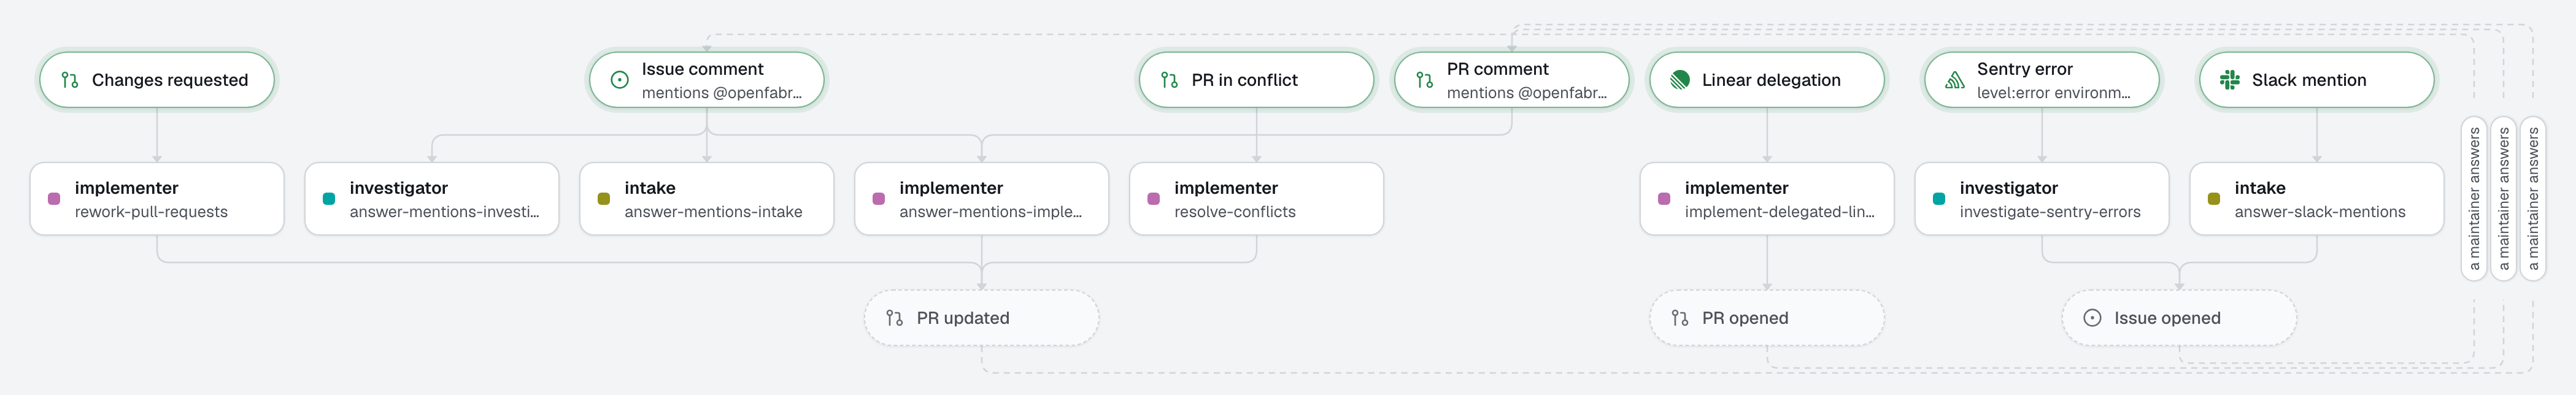 Changes requested
Issue comment
mentions @openfabr...
PR in conflict
PR comment
mentions @openfabr...
Linear delegation
Sentry error
level:error environm...
Slack mention
implementer
rework-pull-requests
investigator
answer-mentions-investi...
intake
answer-mentions-intake
implementer
answer-mentions-imple...
implementer
resolve-conflicts
implementer
implement-delegated-lin...
investigator
investigate-sentry-errors
intake
answer-slack-mentions
a maintainer answers
a maintainer answers
a maintainer answers
PR updated
PR opened
Issue opened